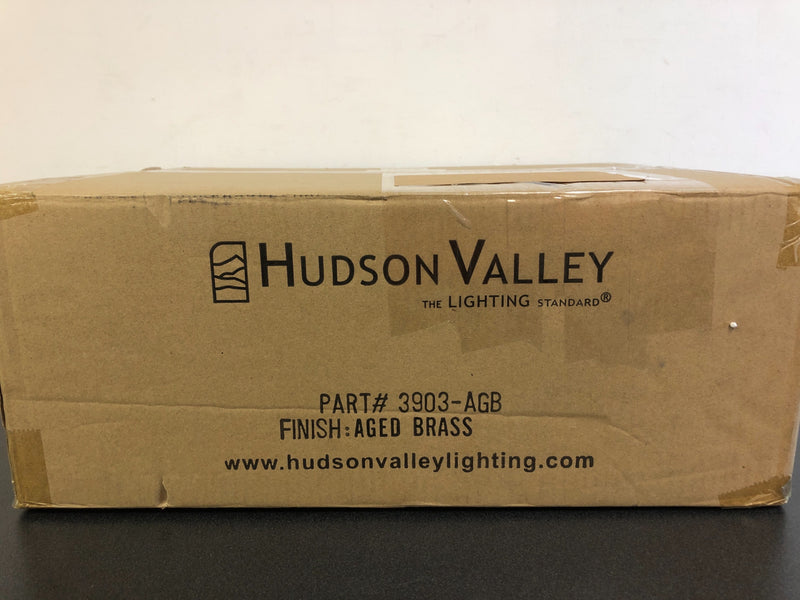 HUDSON VALLEY
THE LIGHTING STANDARD®
PART# 3903-AGB
FINISH:AGED BRASS
www.hudsonvalleylighting.com